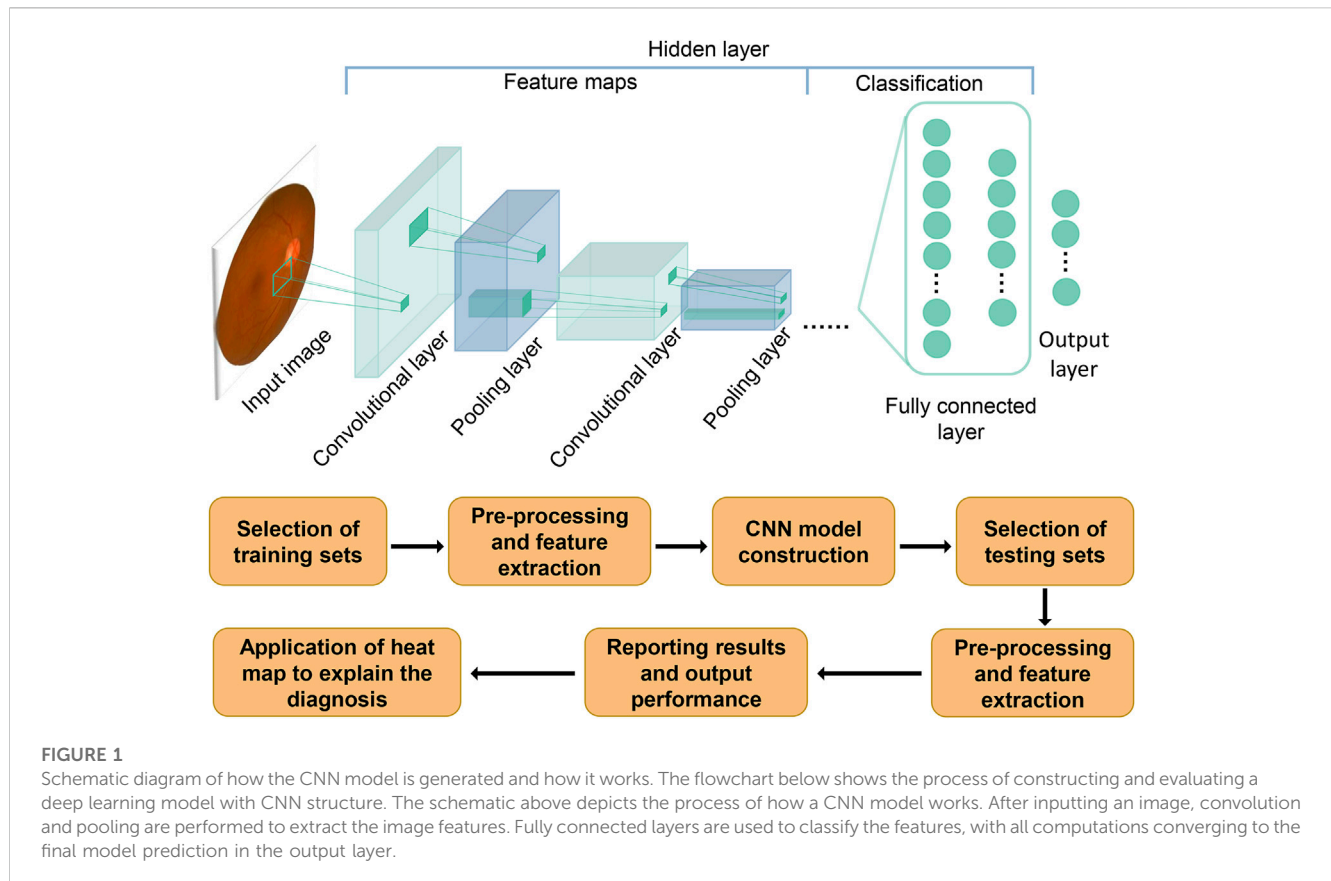 Hidden layer
Feature maps
Classification
Input image
Convolutional layer
Pooling layer
Convolutional layer
Pooling layer
......
Fully connected
layer
Output
layer
Selection of
training sets
Pre-processing
and feature
extraction
CNN model
construction
Selection of
testing sets
Pre-processing
and feature
extraction
Reporting results
and output
performance
Application of heat
map to explain the
diagnosis
FIGURE 1
Schematic diagram of how the CNN model is generated and how it works. The flowchart below shows the process of constructing and evaluating a
deep learning model with CNN structure. The schematic above depicts the process of how a CNN model works. After inputting an image, convolution
and pooling are performed to extract the image features. Fully connected layers are used to classify the features, with all computations converging to the
final model prediction in the output layer.